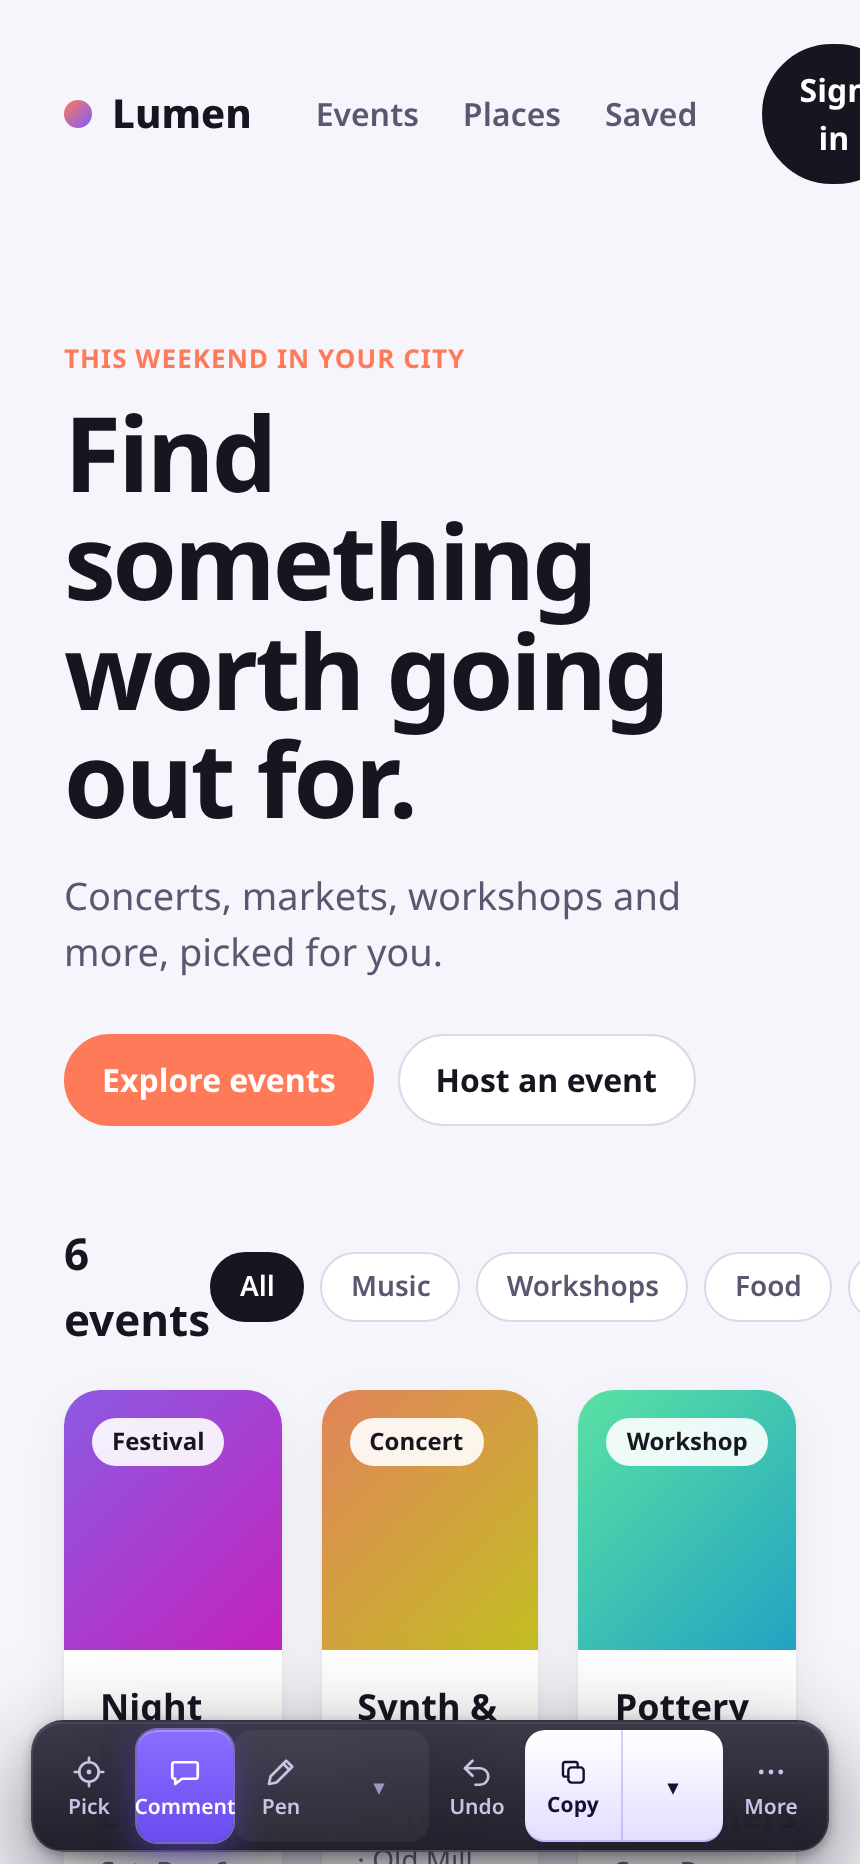 Lumen Events Places Saved Sign in
THIS WEEKEND IN YOUR CITY
Find
something
worth going
out for.
Concerts, markets, workshops and
more, picked for you.
Explore events Host an event
6 events
All Music Workshops Food
Festival Concert Workshop
Night Synth & Pottery
Pick Comment Pen Undo Copy More
: Old Mill